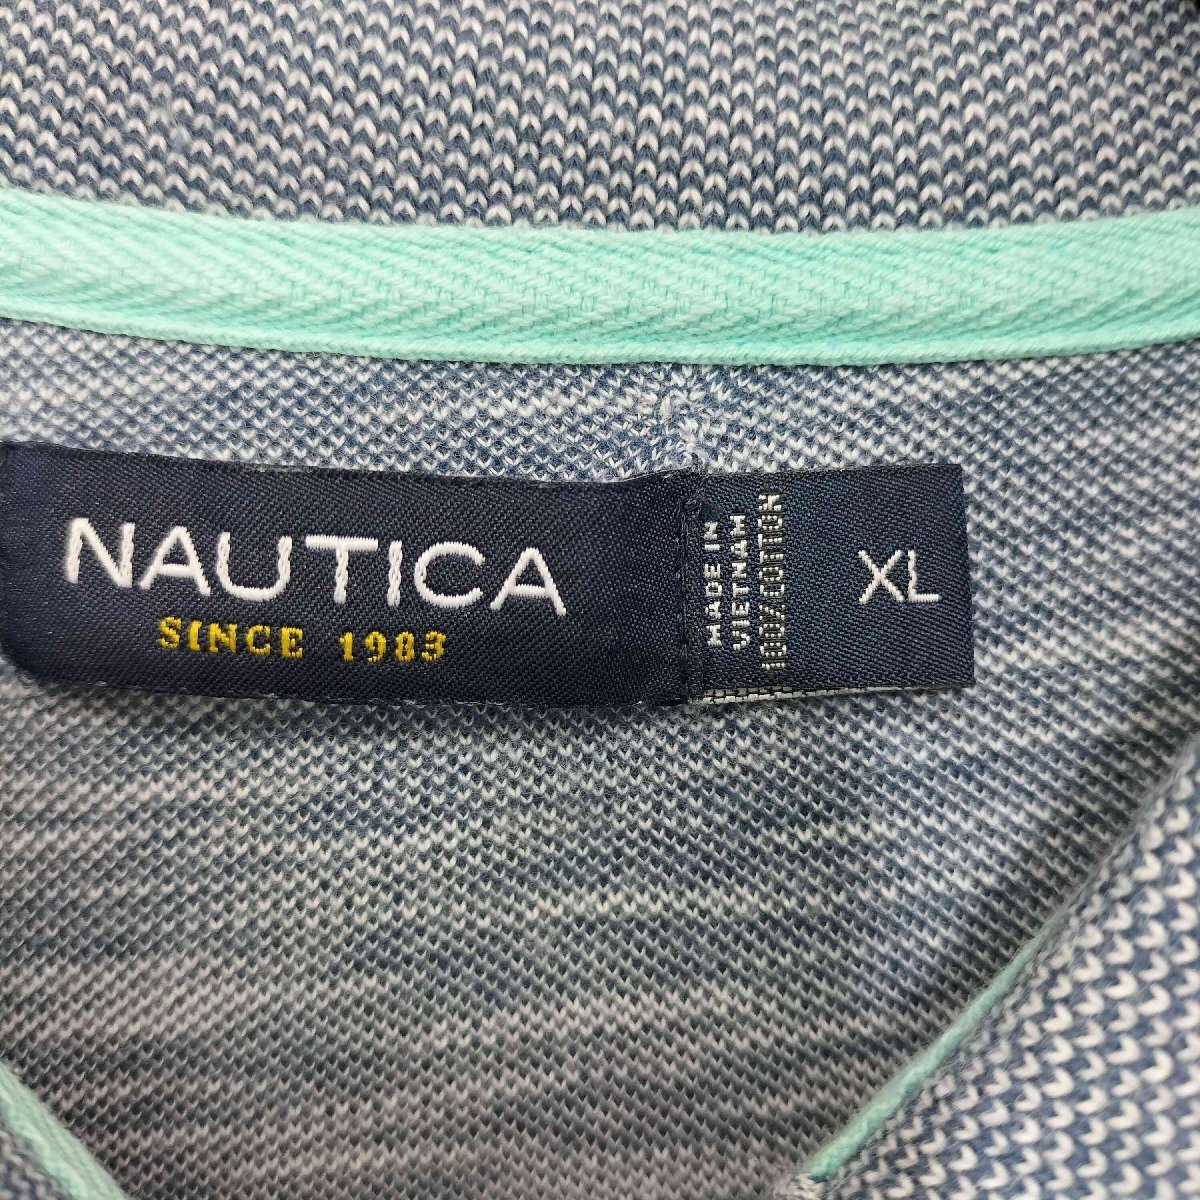 NAUTICA
SINCE 1983
MADE IN
VIETNAM
100% COTTON
XL